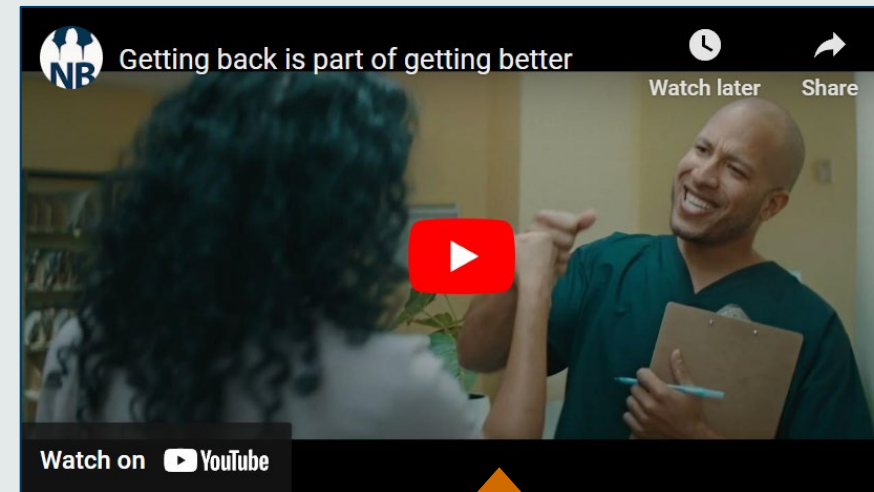 NB
Getting back is part of getting better
Watch later
Share
Watch on YouTube